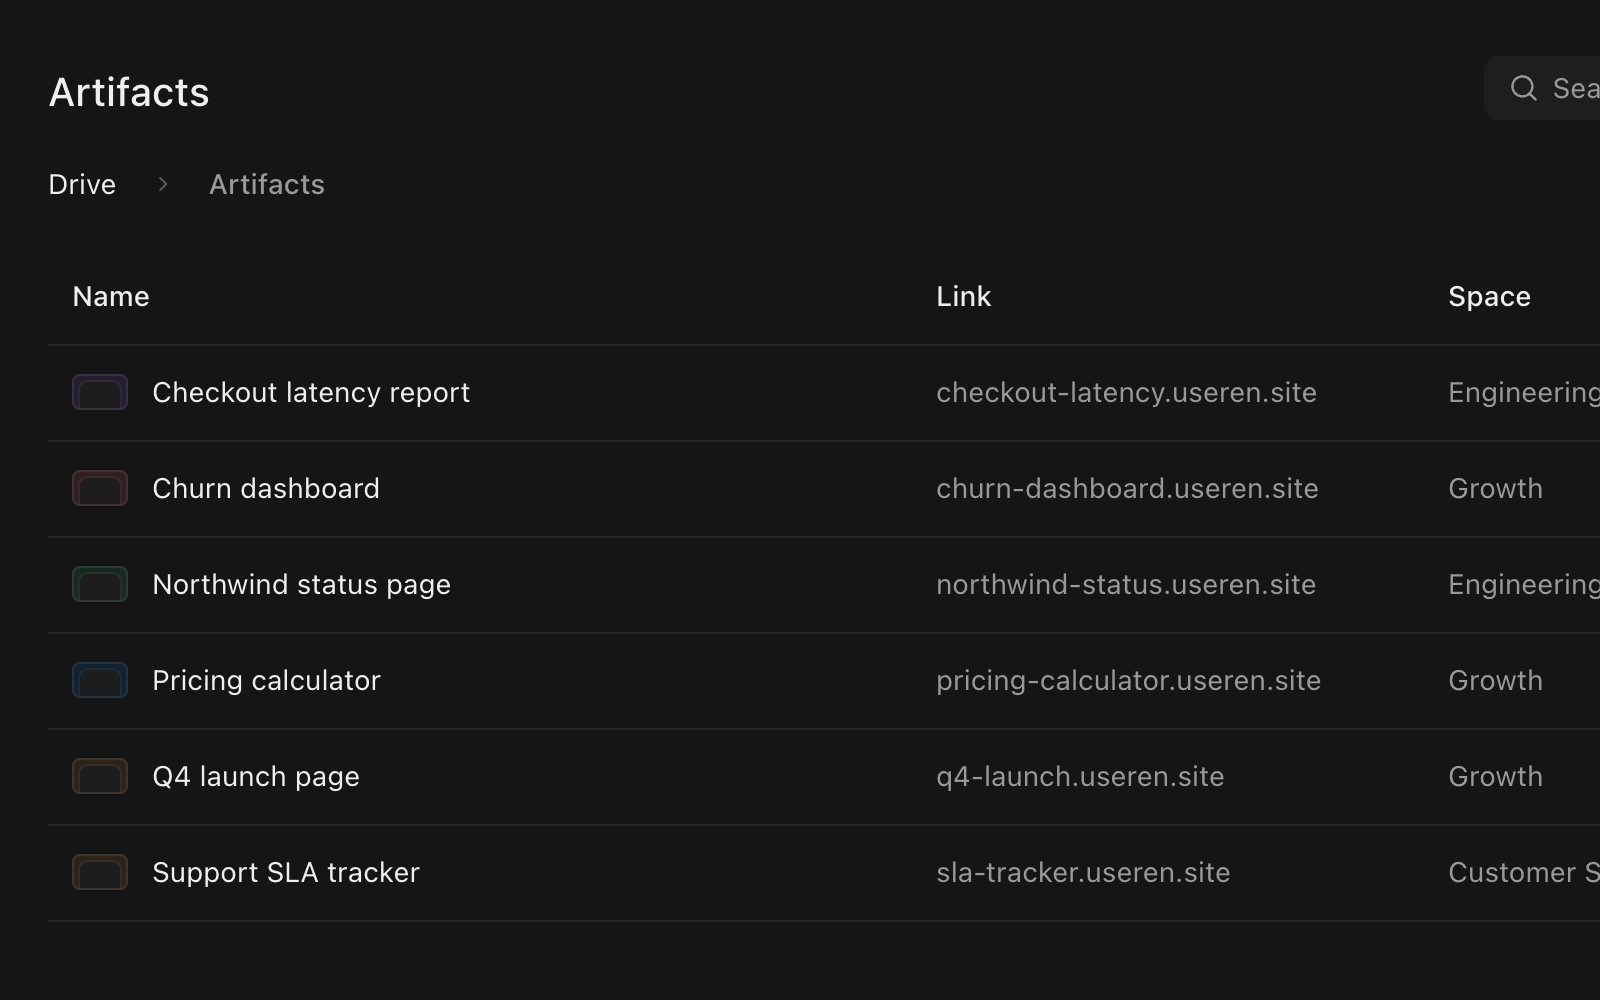 Artifacts
Sea
Drive > Artifacts
Name Link Space
Checkout latency report checkout-latency.useren.site Engineering
Churn dashboard churn-dashboard.useren.site Growth
Northwind status page northwind-status.useren.site Engineering
Pricing calculator pricing-calculator.useren.site Growth
Q4 launch page q4-launch.useren.site Growth
Support SLA tracker sla-tracker.useren.site Customer S